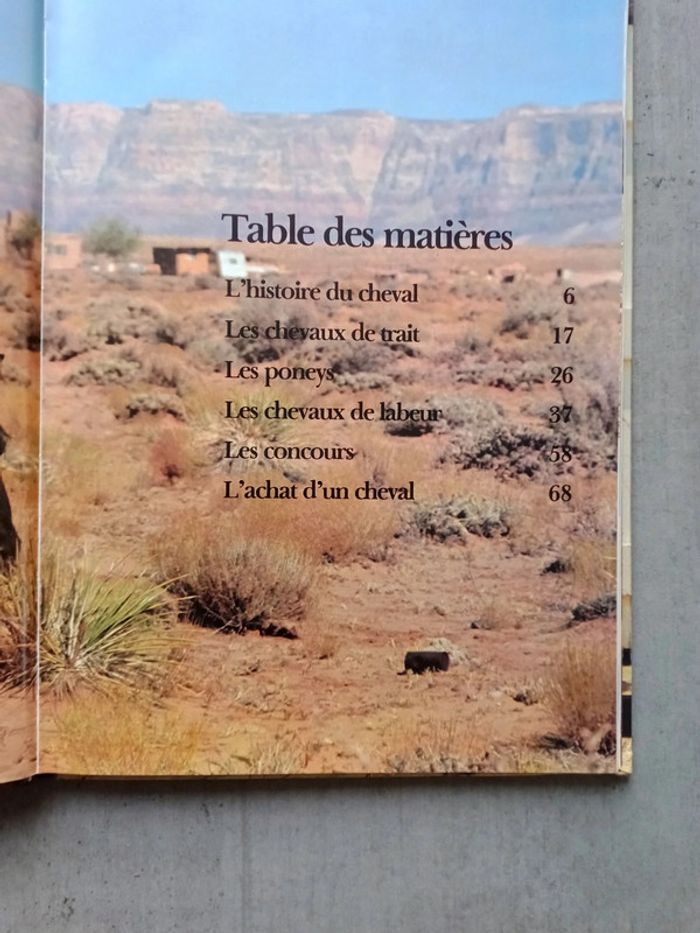 Table des matières
L'histoire du cheval 6
Les chevaux de trait 17
Les poneys 26
Les chevaux de labeur 37
Les concours 58
L'achat d'un cheval 68